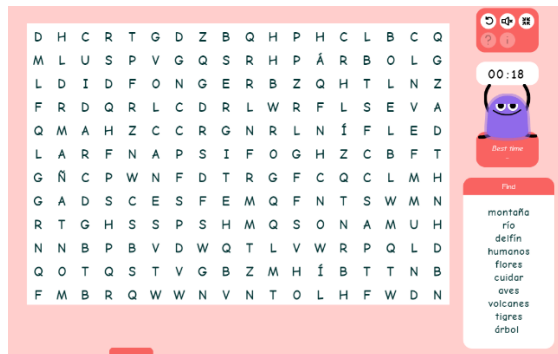 D H C R T G D Z B Q H P H C L B C Q
M L U S P V G Q S R H P Á R B O L G
L D I D F O N G E R B Z Q H T L N Z
F R D Q R L C D R L W R F L S E V A
Q M A H Z C C R G N R L N Í F L E D
L A R F N A P S I F O G H Z C B F T
G Ñ C P W N F D T R G F C Q C L M H
G A D S C E S F E M Q F N T S W M N
R T G H S S P S H M Q S O N A M U H
N N B P B V D W Q T L V W R P Q L D
Q O T Q S T V G B Z M H Í B T T N B
F M B R Q W W N V N T O L H F W D N
00:18
Best time
-
Find
montaña
río
delfín
humanos
flores
cuidar
aves
volcanes
tigres
árbol